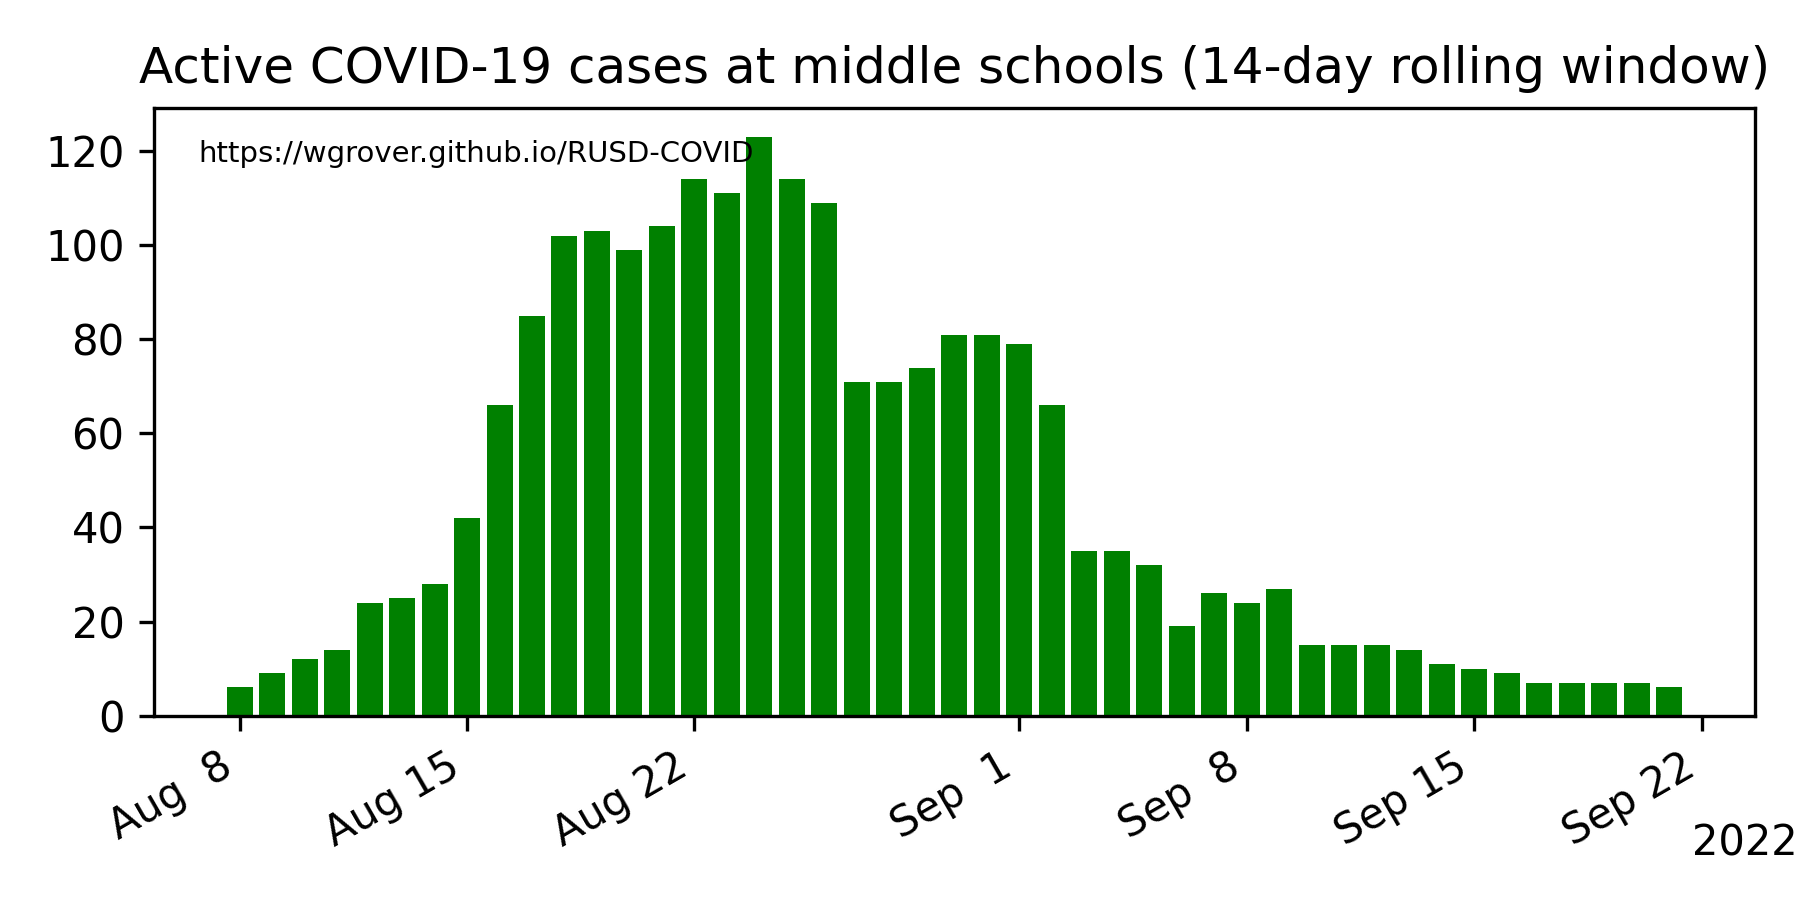 Active COVID-19 cases at middle schools (14-day rolling window)
https://wgrover.github.io/RUSD-COVID
120
100
80
60
40
20
0
Aug 8
Aug 15
Aug 22
Sep 1
Sep 8
Sep 15
Sep 22
2022